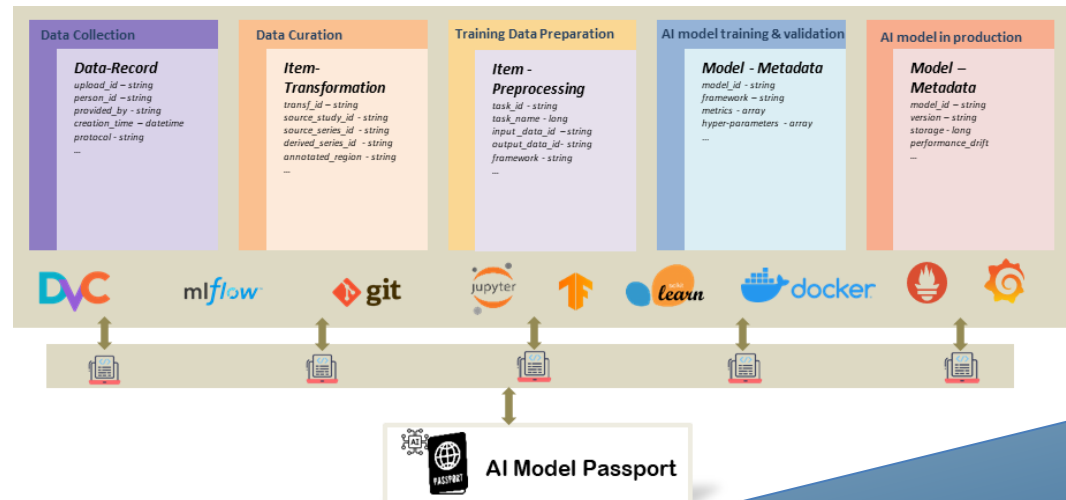 Data Collection
Data-Record
upload_id – string
person_id – string
provided_by - string
creation_time – datetime
protocol - string
...
Data Curation
Item-
Transformation
transf_id – string
source_study_id - string
source_series_id - string
derived_series_id - string
annotated_region - string
...
Training Data Preparation
Item -
Preprocessing
task_id - string
task_name - long
input_data_id – string
output_data_id- string
framework - string
...
AI model training & validation
Model - Metadata
model_id - string
framework – string
metrics - array
hyper-parameters - array
...
AI model in production
Model –
Metadata
model_id – string
version – string
storage - long
performance_drift
...
DVC
mlflow
git
jupyter
learn
docker
AI
PASSPORT
AI Model Passport